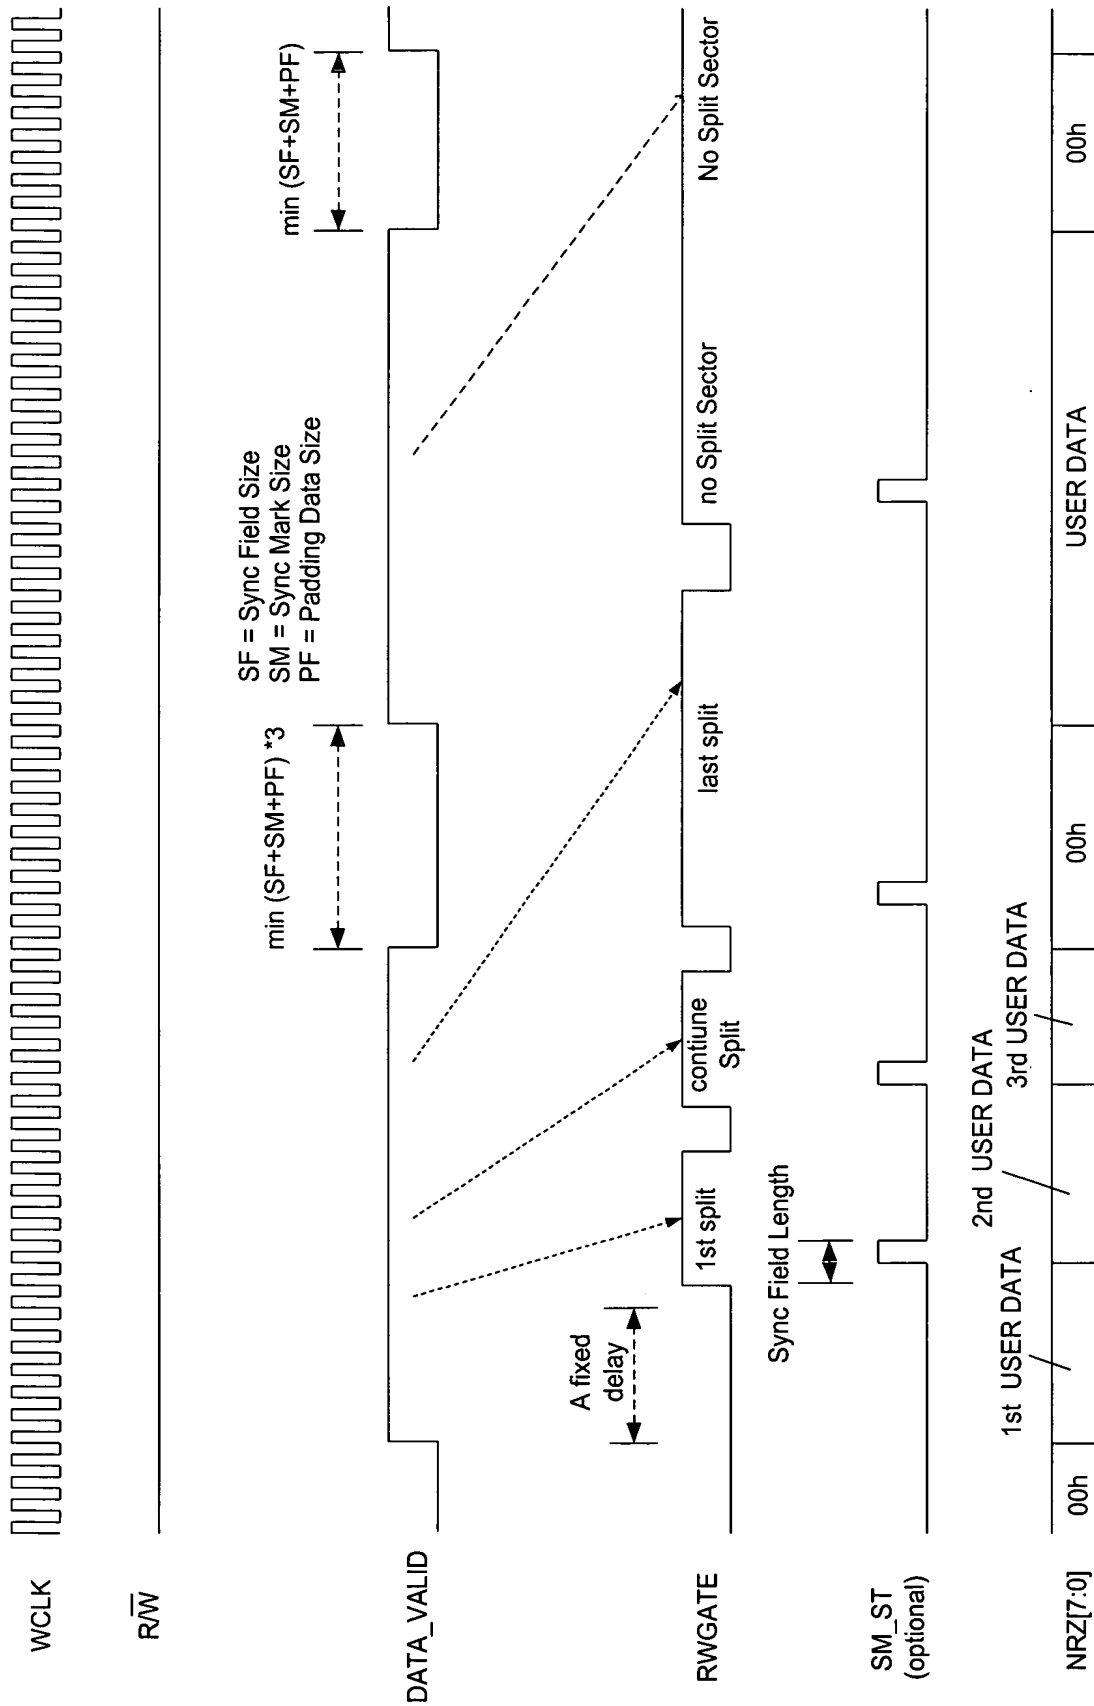 WCLK
R/W
DATA_VALID
min (SF+SM+PF) *3
SF = Sync Field Size
SM = Sync Mark Size
PF = Padding Data Size
min (SF+SM+PF)
RWGATE
A fixed
delay
1st split
contiune
Split
last split
no Split Sector
No Split Sector
SM_ST
(optional)
Sync Field Length
NRZ[7:0]
00h
1st USER DATA
2nd USER DATA
3rd USER DATA
00h
USER DATA
00h